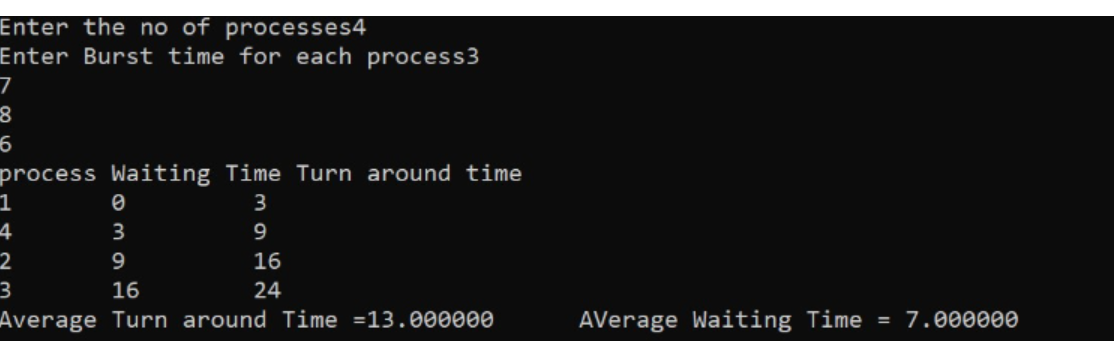 Enter the no of processes4
Enter Burst time for each process3
7
8
6
process Waiting Time Turn around time
1 0 3
4 3 9
2 9 16
3 16 24
Average Turn around Time =13.000000 AVerage Waiting Time = 7.000000